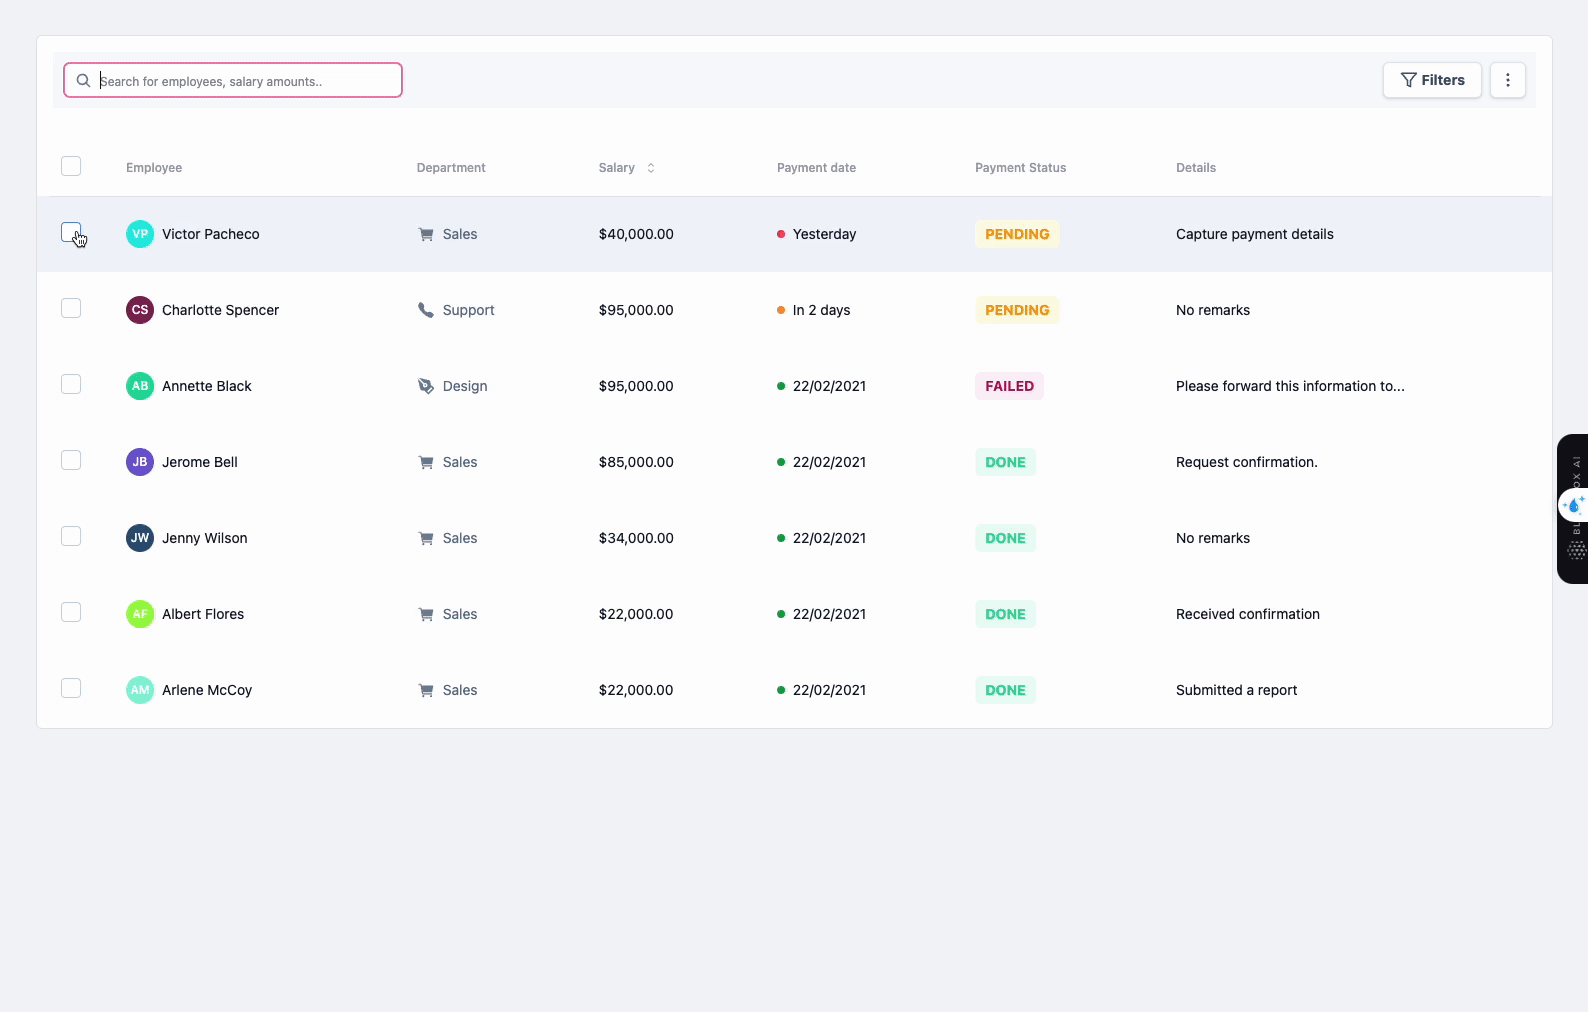 Search for employees, salary amounts..
Filters
Employee Department Salary Payment date Payment Status Details
VP Victor Pacheco Sales $40,000.00 Yesterday PENDING Capture payment details
CS Charlotte Spencer Support $95,000.00 In 2 days PENDING No remarks
AB Annette Black Design $95,000.00 22/02/2021 FAILED Please forward this information to...
JB Jerome Bell Sales $85,000.00 22/02/2021 DONE Request confirmation.
JW Jenny Wilson Sales $34,000.00 22/02/2021 DONE No remarks
AF Albert Flores Sales $22,000.00 22/02/2021 DONE Received confirmation
AM Arlene McCoy Sales $22,000.00 22/02/2021 DONE Submitted a report
AI